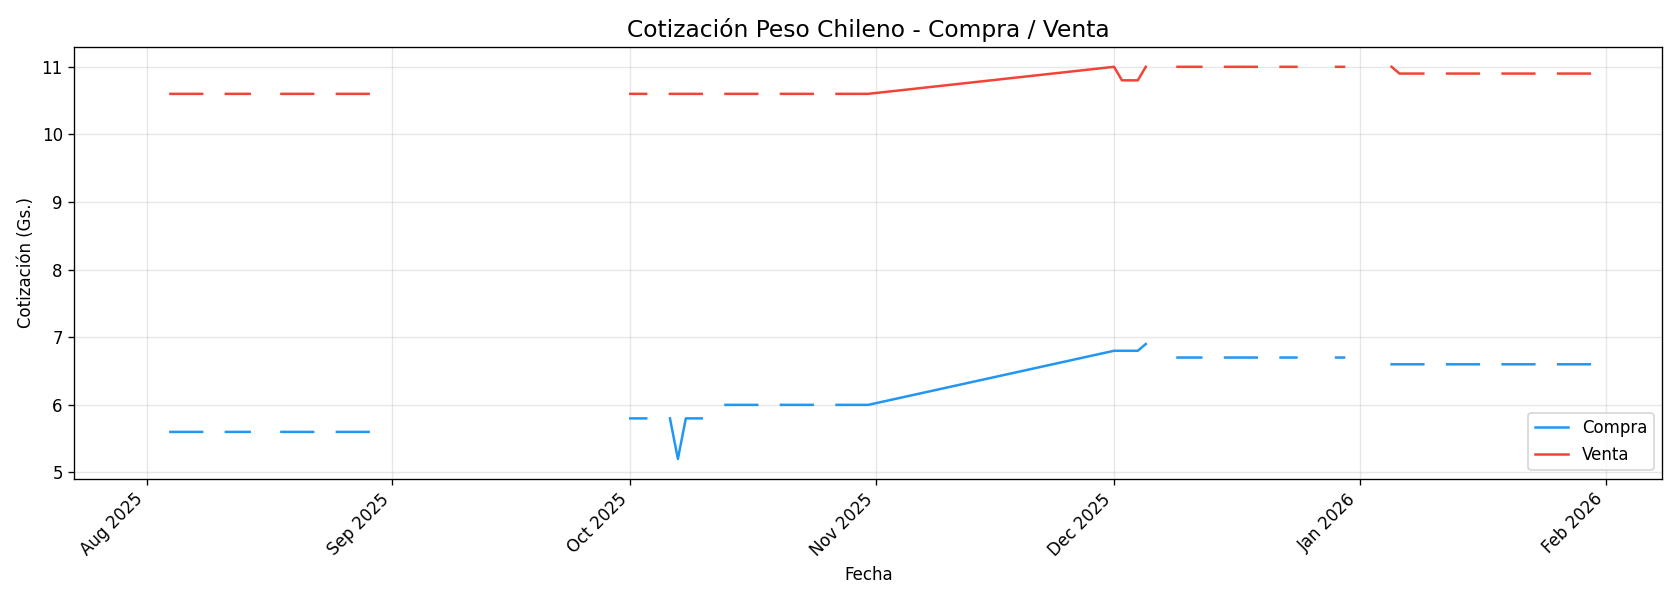 Cotización Peso Chileno - Compra / Venta
Cotización (Gs.)
11
10
9
8
7
6
5
Compra
Venta
Aug 2025
Sep 2025
Oct 2025
Nov 2025
Dec 2025
Jan 2026
Feb 2026
Fecha